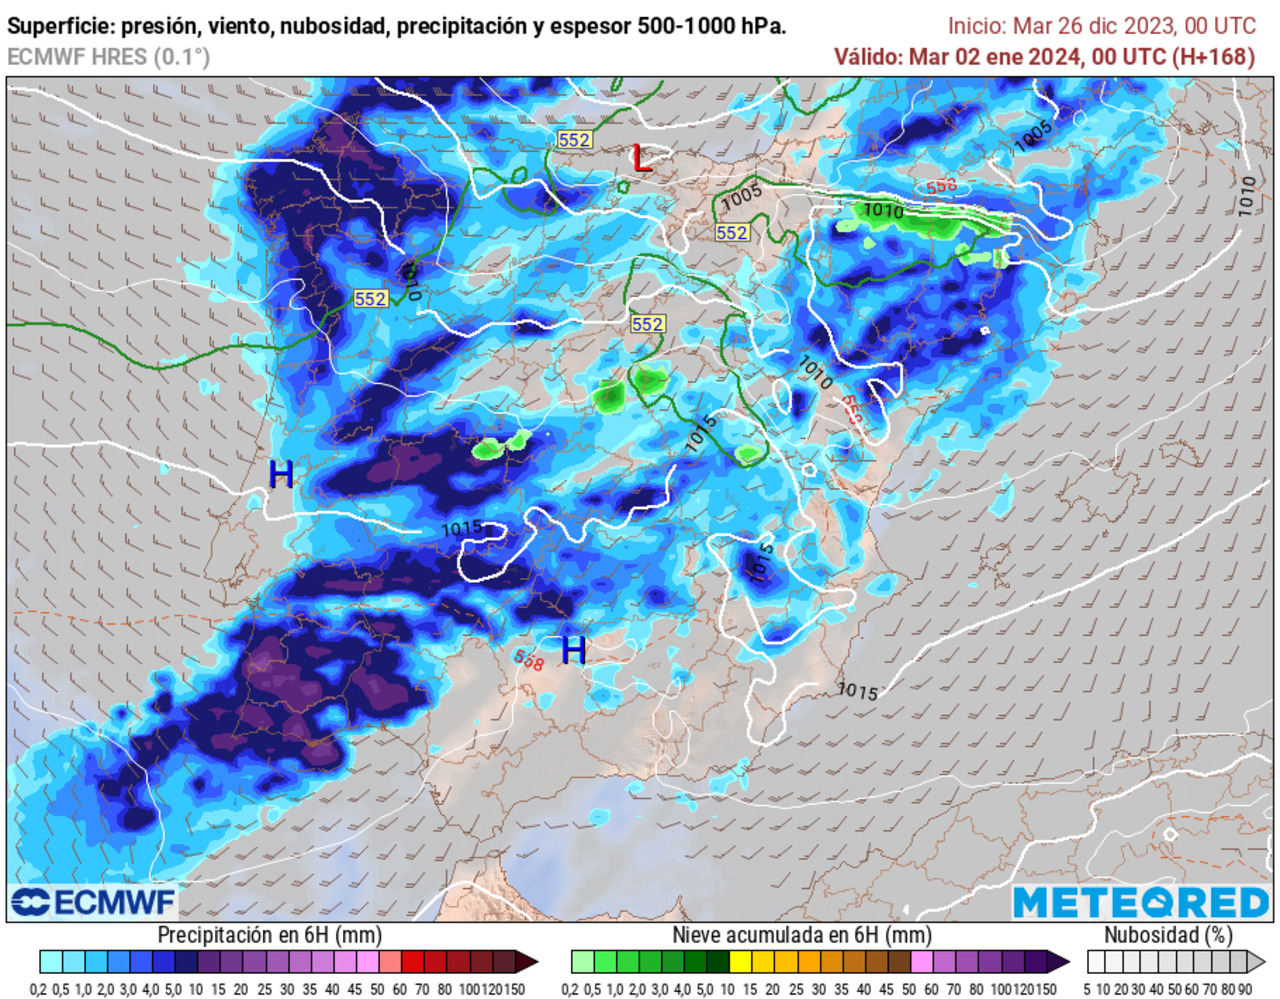 Superficie: presión, viento, nubosidad, precipitación y espesor 500-1000 hPa.
Inicio: Mar 26 dic 2023, 00 UTC
ECMWF HRES (0.1°)
Válido: Mar 02 ene 2024, 00 UTC (H+168)
552
L
1005
558
1010
1005
1010
552
552
1010
552
1010
558
1015
H
1015
1015
H
558
1015
ECMWF
METEORED
Precipitación en 6H (mm)
Nieve acumulada en 6H (mm)
Nubosidad (%)
0,2 0,5 1,0 2,0 3,0 4,0 5,0 10 15 20 25 30 35 40 45 50 60 70 80 100 120 150
0,2 0,5 1,0 2,0 3,0 4,0 5,0 10 15 20 25 30 35 40 45 50 60 70 80 100 120 150
5 10 20 30 40 50 60 70 80 90